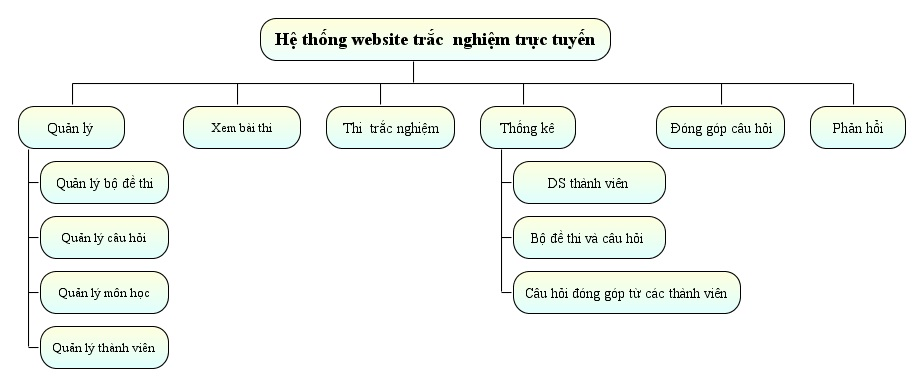 Hệ thống website trắc nghiệm trực tuyến
Quản lý
Xem bài thi
Thi trắc nghiệm
Thống kê
Đóng góp câu hỏi
Phản hồi
Quản lý bộ đề thi
DS thành viên
Quản lý câu hỏi
Bộ đề thi và câu hỏi
Quản lý môn học
Câu hỏi đóng góp từ các thành viên
Quản lý thành viên